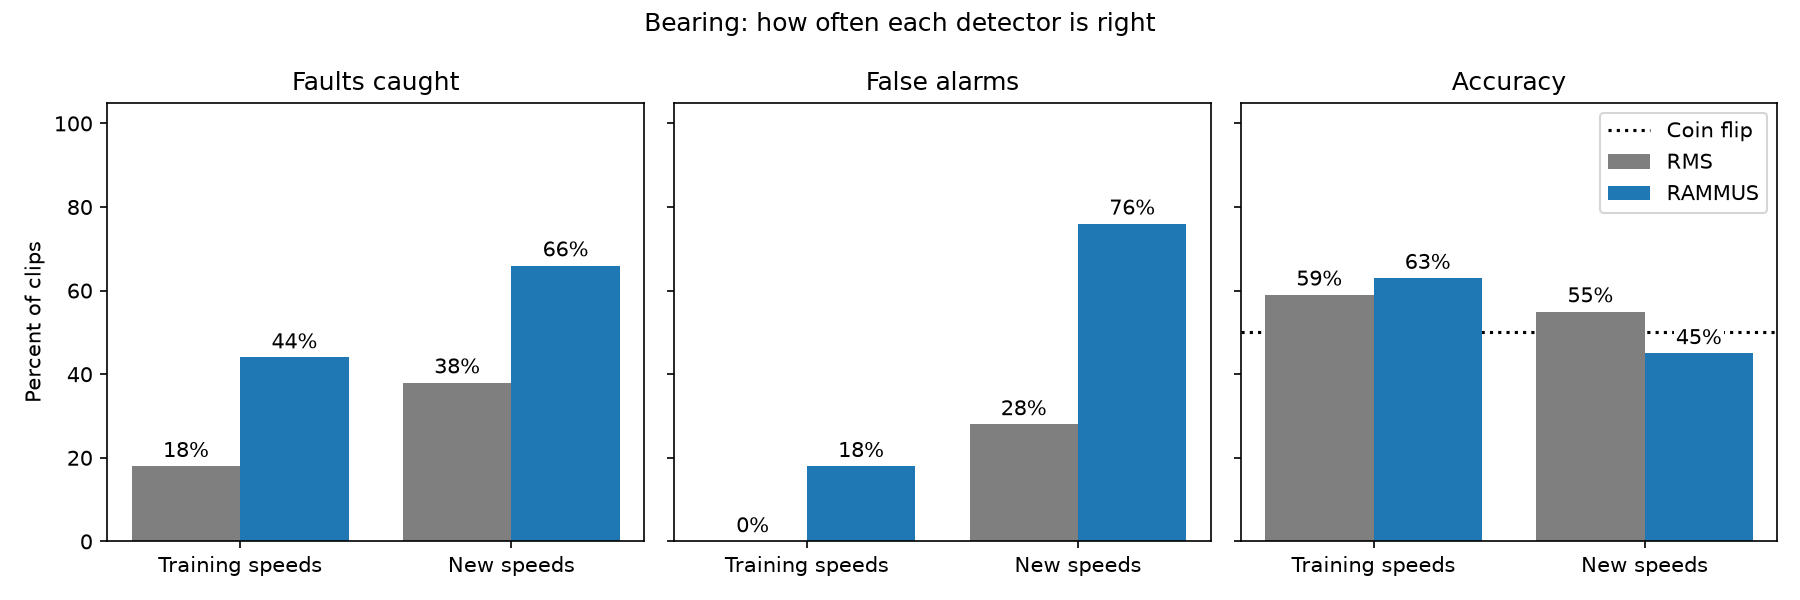 Bearing: how often each detector is right
Faults caught
False alarms
Accuracy
Percent of clips
100
80
60
40
20
0
18%
44%
38%
66%
Training speeds
New speeds
0%
18%
28%
76%
Training speeds
New speeds
Coin flip
RMS
RAMMUS
59%
63%
55%
45%
Training speeds
New speeds